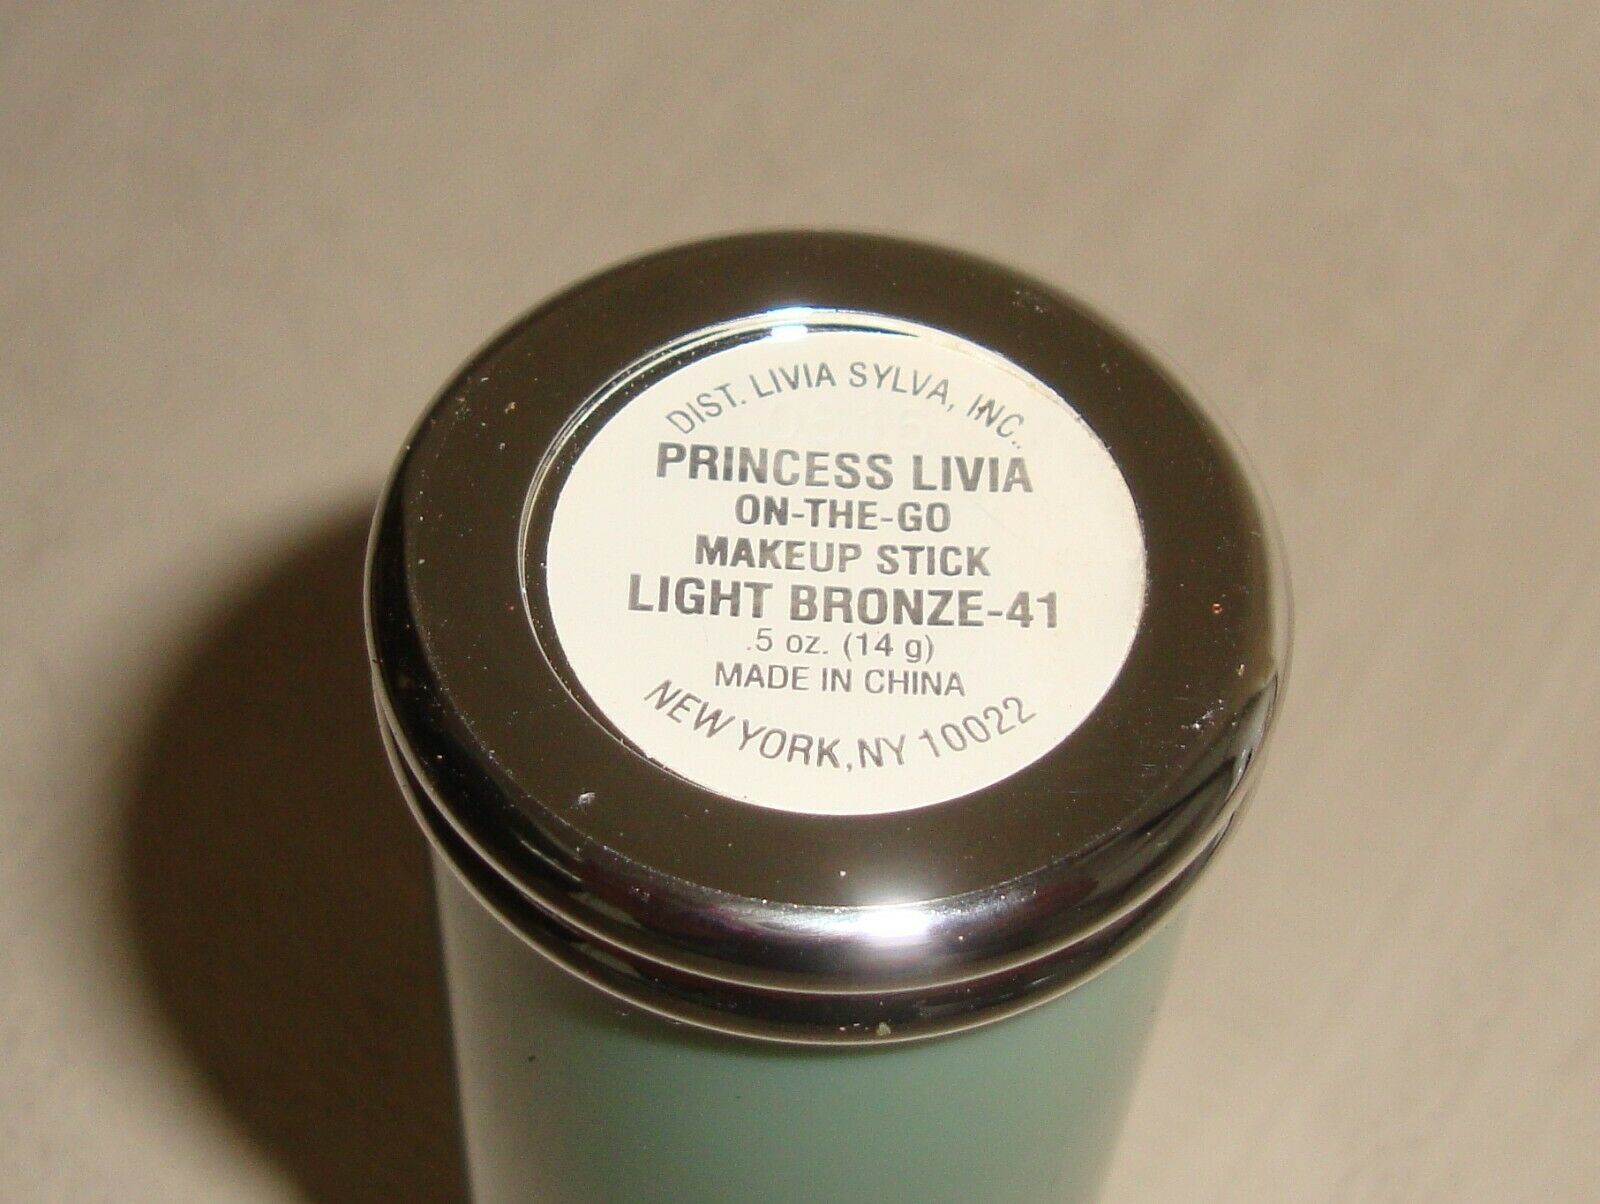 DIST. LIVIA SYLVA, INC..
PRINCESS LIVIA
ON-THE-GO
MAKEUP STICK
LIGHT BRONZE-41
.5 oz. (14 g)
MADE IN CHINA
NEW YORK, NY 10022